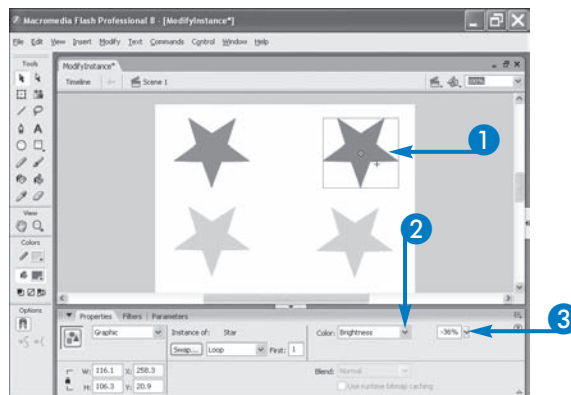 Macromedia Flash Professional 8 - [ModifyInstance*]
File Edit View Insert Modify Text Commands Control Window Help
Tools
ModifyInstance*
Timeline Scene 1 100%
1
View
2
Colors
3
Options
Properties Filters Parameters
Graphic Instance of: Star Color: Brightness -36%
Swap... Loop First: 1
W: 116.1 X: 258.3 Blend: Normal
H: 106.3 Y: 20.9 Use runtime bitmap caching